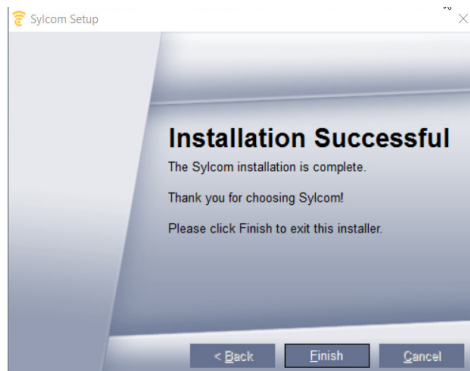 Sylcom Setup
Installation Successful
The Sylcom installation is complete.
Thank you for choosing Sylcom!
Please click Finish to exit this installer.
< Back Finish Cancel